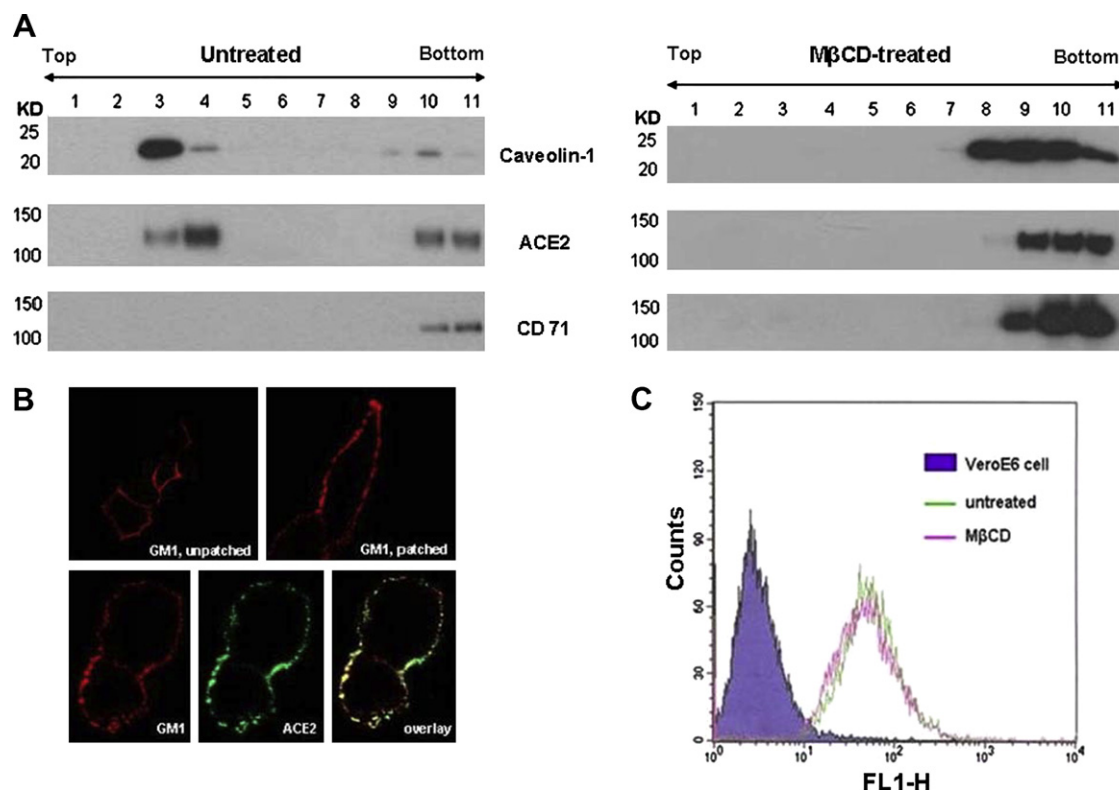 A
Top Untreated Bottom
KD 1 2 3 4 5 6 7 8 9 10 11
25
20
Caveolin-1
150
100
ACE2
150
100
CD 71
Top MβCD-treated Bottom
KD 1 2 3 4 5 6 7 8 9 10 11
25
20
150
100
150
100
B
GM1, unpatched
GM1, patched
GM1
ACE2
overlay
C
150
120
90
60
30
0
Counts
VeroE6 cell
untreated
MβCD
10⁰ 10¹ 10² 10³ 10⁴
FL1-H